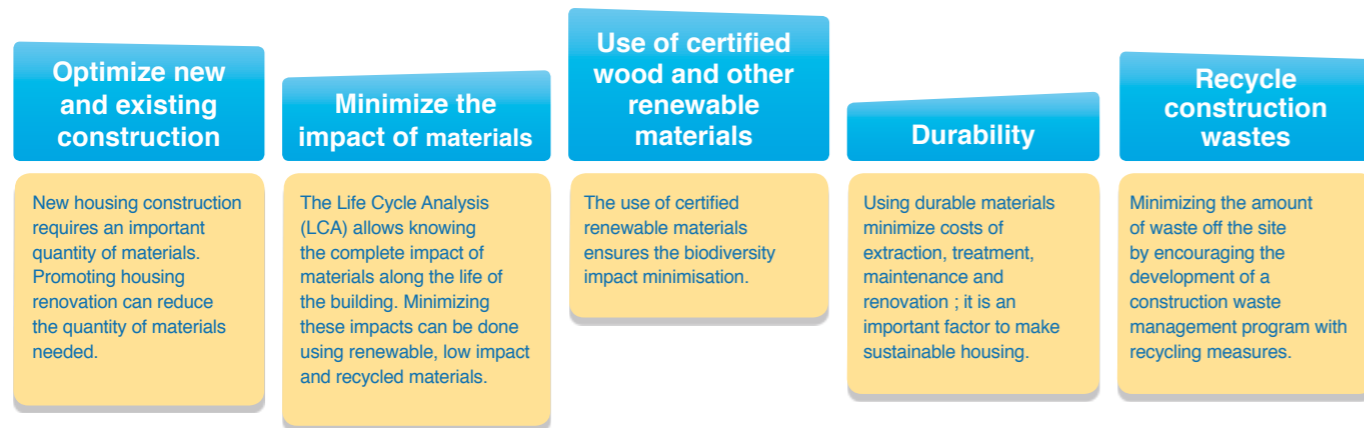 Optimize new
and existing
construction
New housing construction
requires an important
quantity of materials.
Promoting housing
renovation can reduce
the quantity of materials
needed.
Minimize the
impact of materials
The Life Cycle Analysis
(LCA) allows knowing
the complete impact of
materials along the life of
the building. Minimizing
these impacts can be done
using renewable, low impact
and recycled materials.
Use of certified
wood and other
renewable
materials
The use of certified
renewable materials
ensures the biodiversity
impact minimisation.
Durability
Using durable materials
minimize costs of
extraction, treatment,
maintenance and
renovation ; it is an
important factor to make
sustainable housing.
Recycle
construction
wastes
Minimizing the amount
of waste off the site
by encouraging the
development of a
construction waste
management program with
recycling measures.